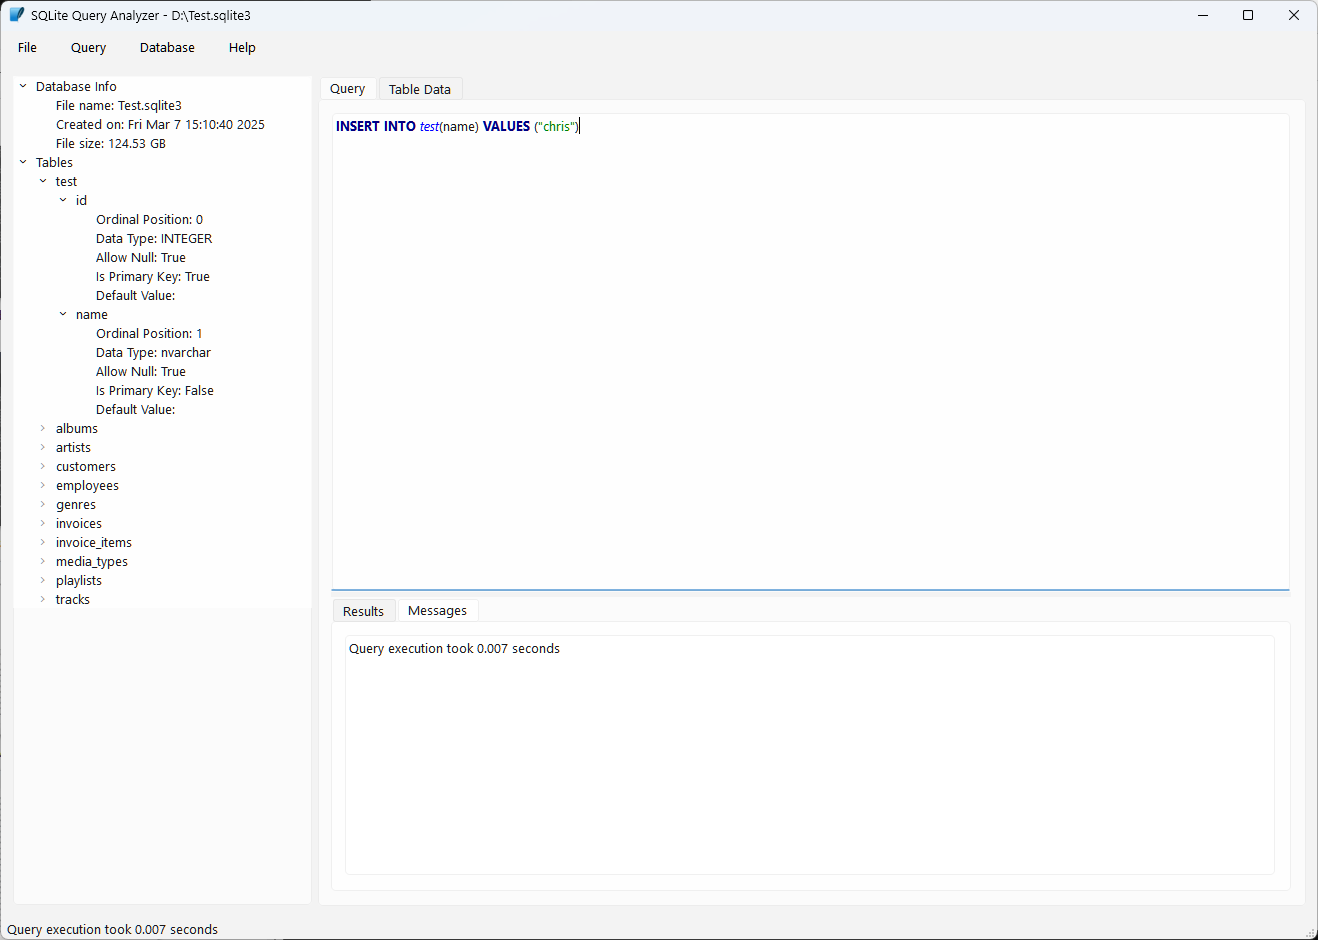 SQLite Query Analyzer - D:\Test.sqlite3
File Query Database Help
Database Info
File name: Test.sqlite3
Created on: Fri Mar 7 15:10:40 2025
File size: 124.53 GB
Tables
test
id
Ordinal Position: 0
Data Type: INTEGER
Allow Null: True
Is Primary Key: True
Default Value:
name
Ordinal Position: 1
Data Type: nvarchar
Allow Null: True
Is Primary Key: False
Default Value:
albums
artists
customers
employees
genres
invoices
invoice_items
media_types
playlists
tracks
Query Table Data
INSERT INTO test(name) VALUES ("chris")
Results Messages
Query execution took 0.007 seconds
Query execution took 0.007 seconds